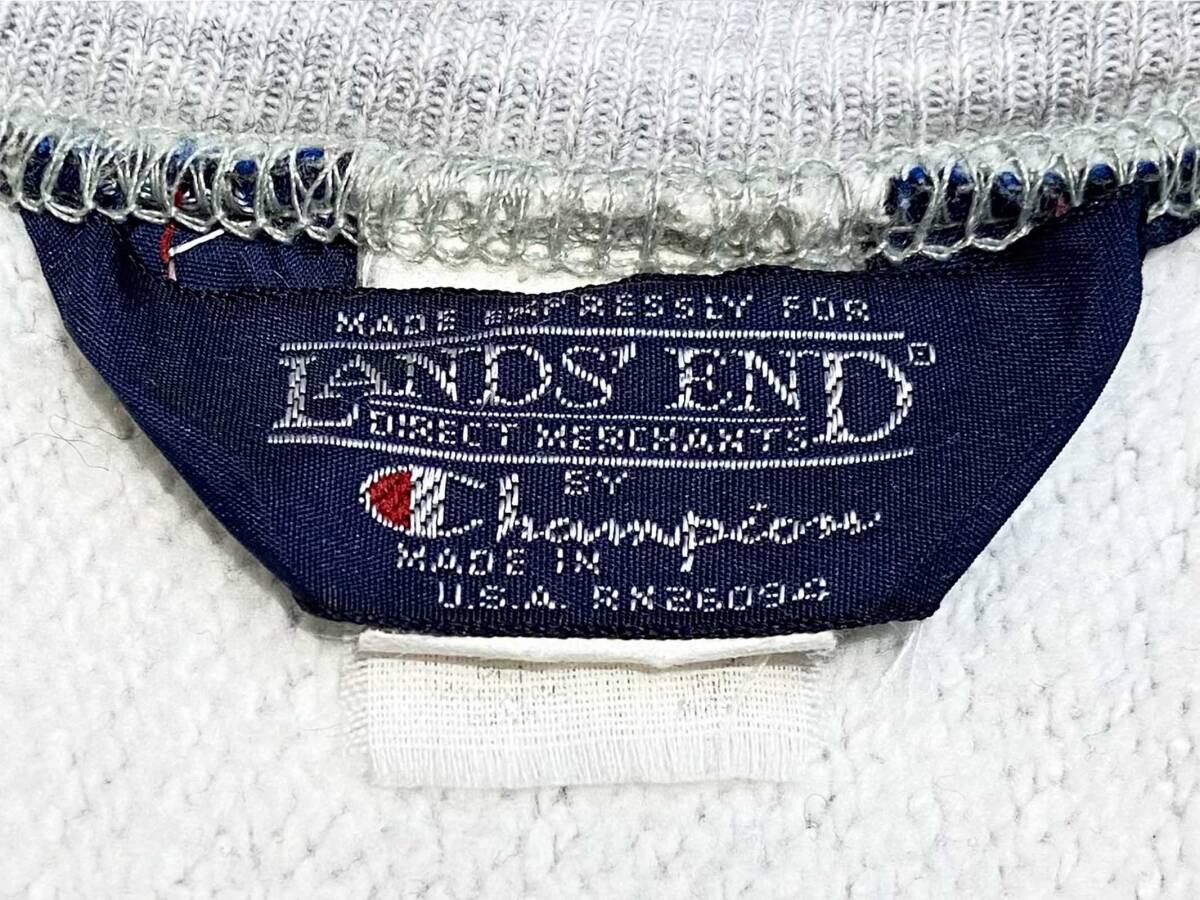 MADE EXPRESSLY FOR
LANDS' END®
DIRECT MERCHANTS
BY
Champion
MADE IN
U.S.A. RN26094